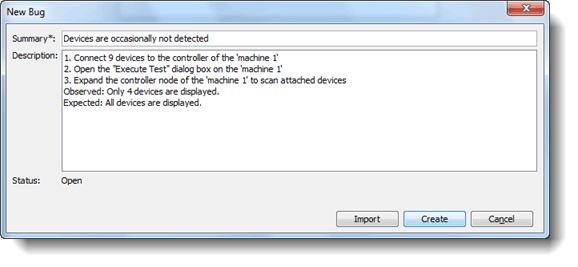 New Bug
Summary*: Devices are occasionally not detected
Description: 1. Connect 9 devices to the controller of the 'machine 1'
2. Open the "Execute Test" dialog box on the 'machine 1'
3. Expand the controller node of the 'machine 1' to scan attached devices
Observed: Only 4 devices are displayed.
Expected: All devices are displayed.
Status: Open
Import Create Cancel